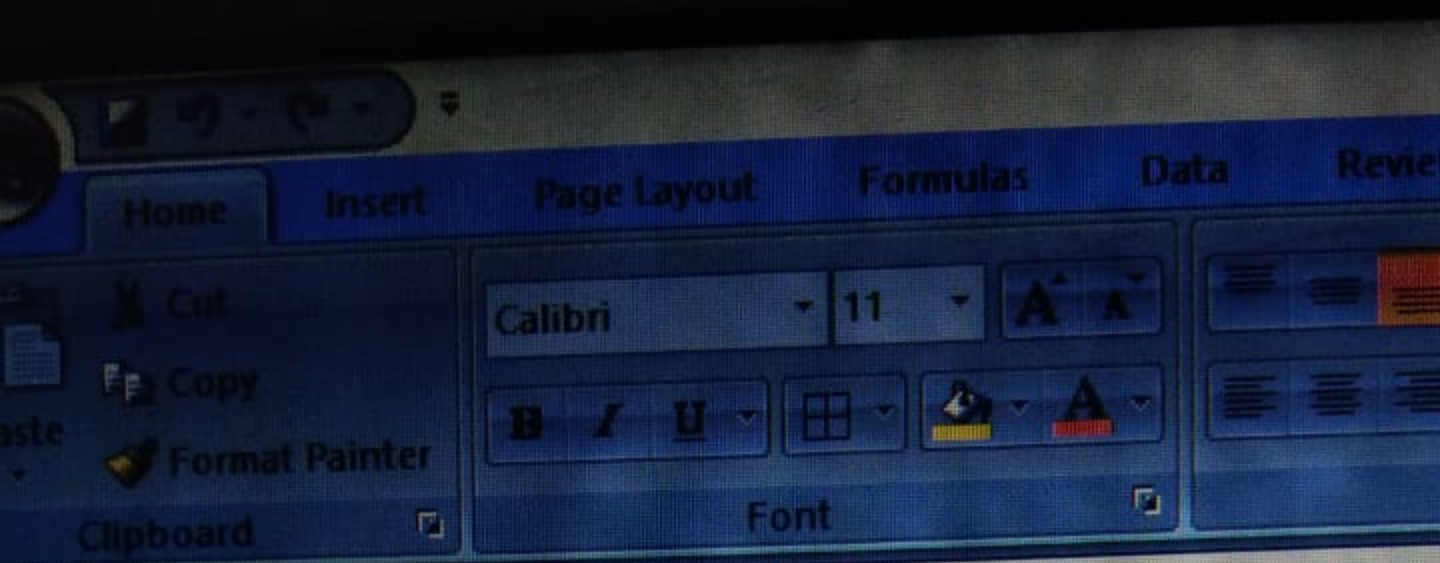 Home Insert Page Layout Formulas Data
Cut
Calibri 11 A A
Copy
B I U A
Format Painter
Clipboard Font